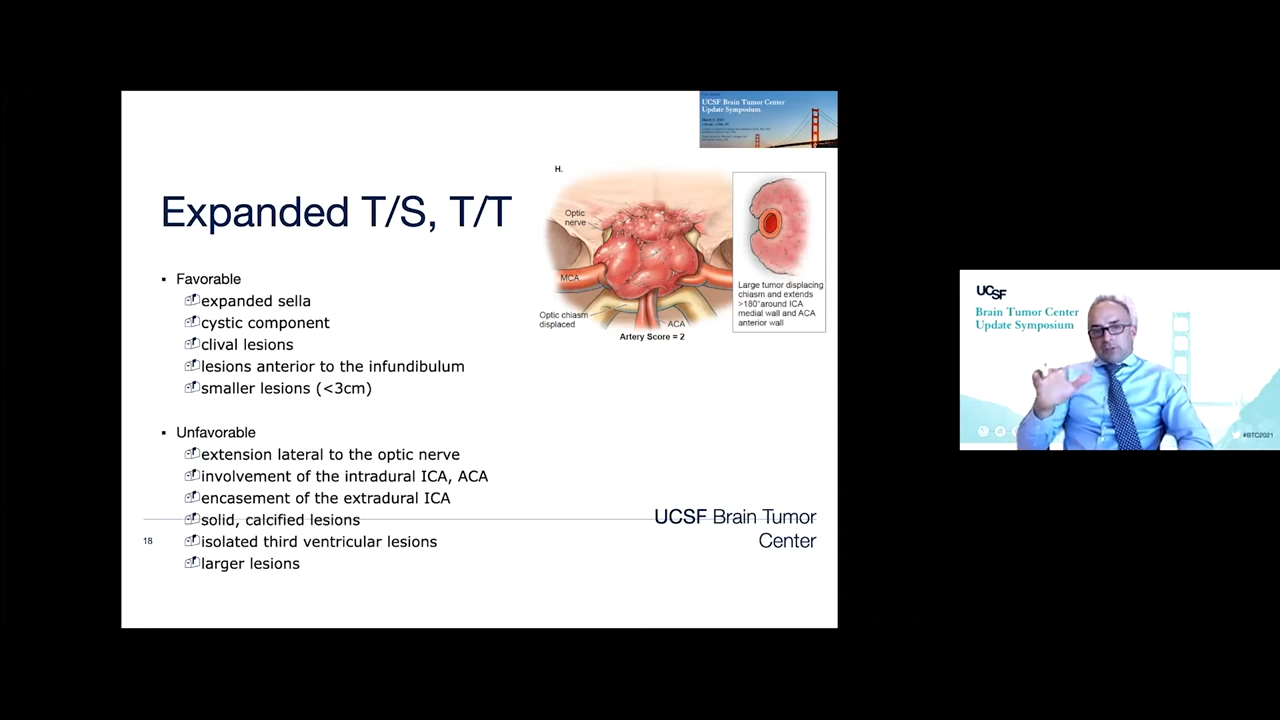 UCSF Brain Tumor Center
Update Symposium
March 6, 2021
H.
Expanded T/S, T/T
Optic
nerve
MCA
Optic chiasm
displaced
ACA
Artery Score = 2
Large tumor displacing
chiasm and extends
>180°around ICA
medial wall and ACA
anterior wall
▪ Favorable
expanded sella
cystic component
clival lesions
lesions anterior to the infundibulum
smaller lesions (<3cm)
▪ Unfavorable
extension lateral to the optic nerve
involvement of the intradural ICA, ACA
encasement of the extradural ICA
solid, calcified lesions
isolated third ventricular lesions
larger lesions
18
UCSF Brain Tumor
Center
UCSF
Brain Tumor Center
Update Symposium
#BTC2021